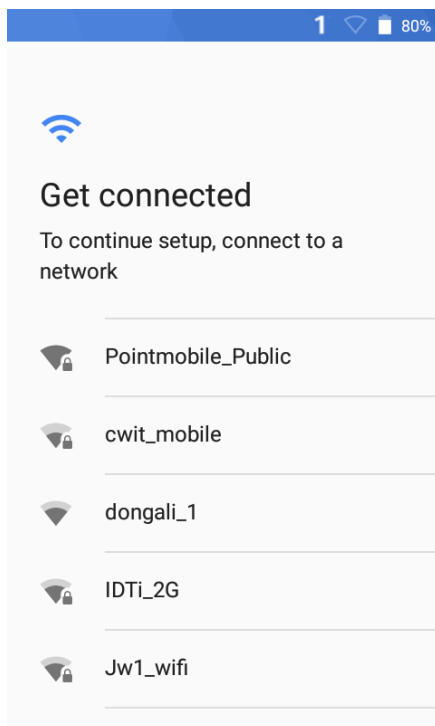 1 80%
Get connected
To continue setup, connect to a
network
Pointmobile_Public
cwit_mobile
dongali_1
IDTi_2G
Jw1_wifi